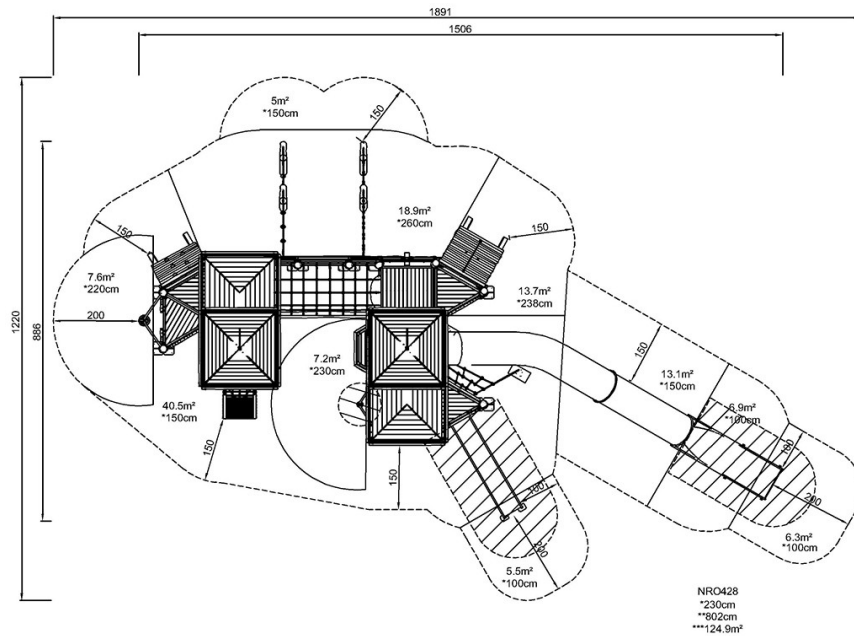 1891
1506
5m²
*150cm
150
18.9m²
*260cm
150
150
7.6m²
*220cm
13.7m²
*238cm
1220
886
200
150
7.2m²
*230cm
13.1m²
*150cm
40.5m²
*150cm
6.9m²
*100cm
100
150
150
100
200
200
6.3m²
*100cm
5.5m²
*100cm
NRO428
*230cm
**802cm
***124.9m²